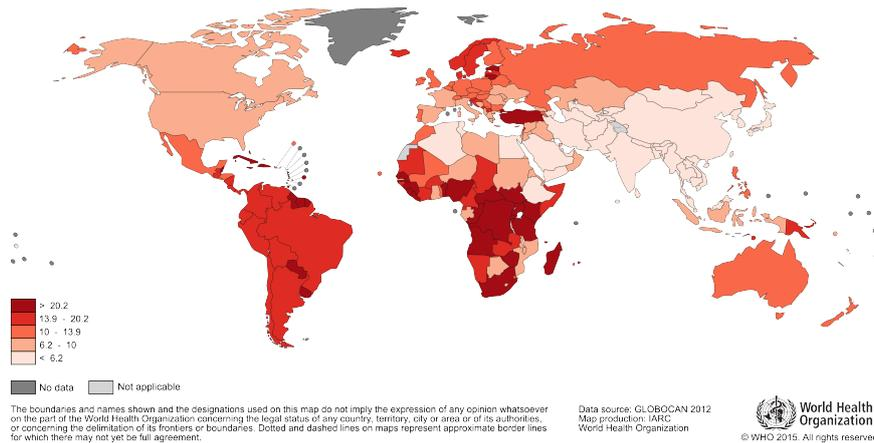 > 20.2
13.9 - 20.2
10 - 13.9
6.2 - 10
< 6.2
No data
Not applicable
The boundaries and names shown and the designations used on this map do not imply the expression of any opinion whatsoever
on the part of the World Health Organization concerning the legal status of any country, territory, city or area or of its authorities,
or concerning the delimitation of its frontiers or boundaries. Dotted and dashed lines on maps represent approximate border lines
for which there may not yet be full agreement.
Data source: GLOBOCAN 2012
Map production: IARC
World Health Organization
World Health
Organization
© WHO 2015. All rights reserved